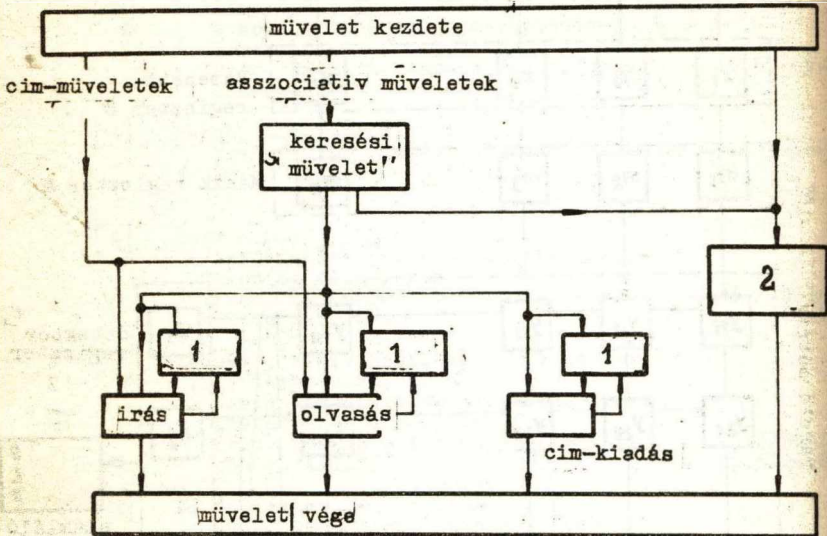 müvelet kezdete
cim-müveletek
asszociativ müveletek
„keresési
müvelet"
2
1
1
1
irás
olvasás
cim-kiadás
müvelet vége